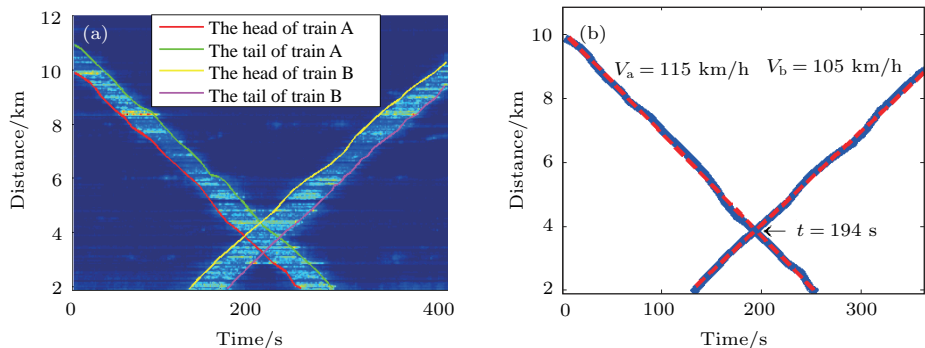 (a)
The head of train A
The tail of train A
The head of train B
The tail of train B
12
10
8
6
4
2
Distance/km
0
200
400
Time/s
(b)
Va = 115 km/h
Vb = 105 km/h
t = 194 s
10
8
6
4
2
Distance/km
0
100
200
300
Time/s